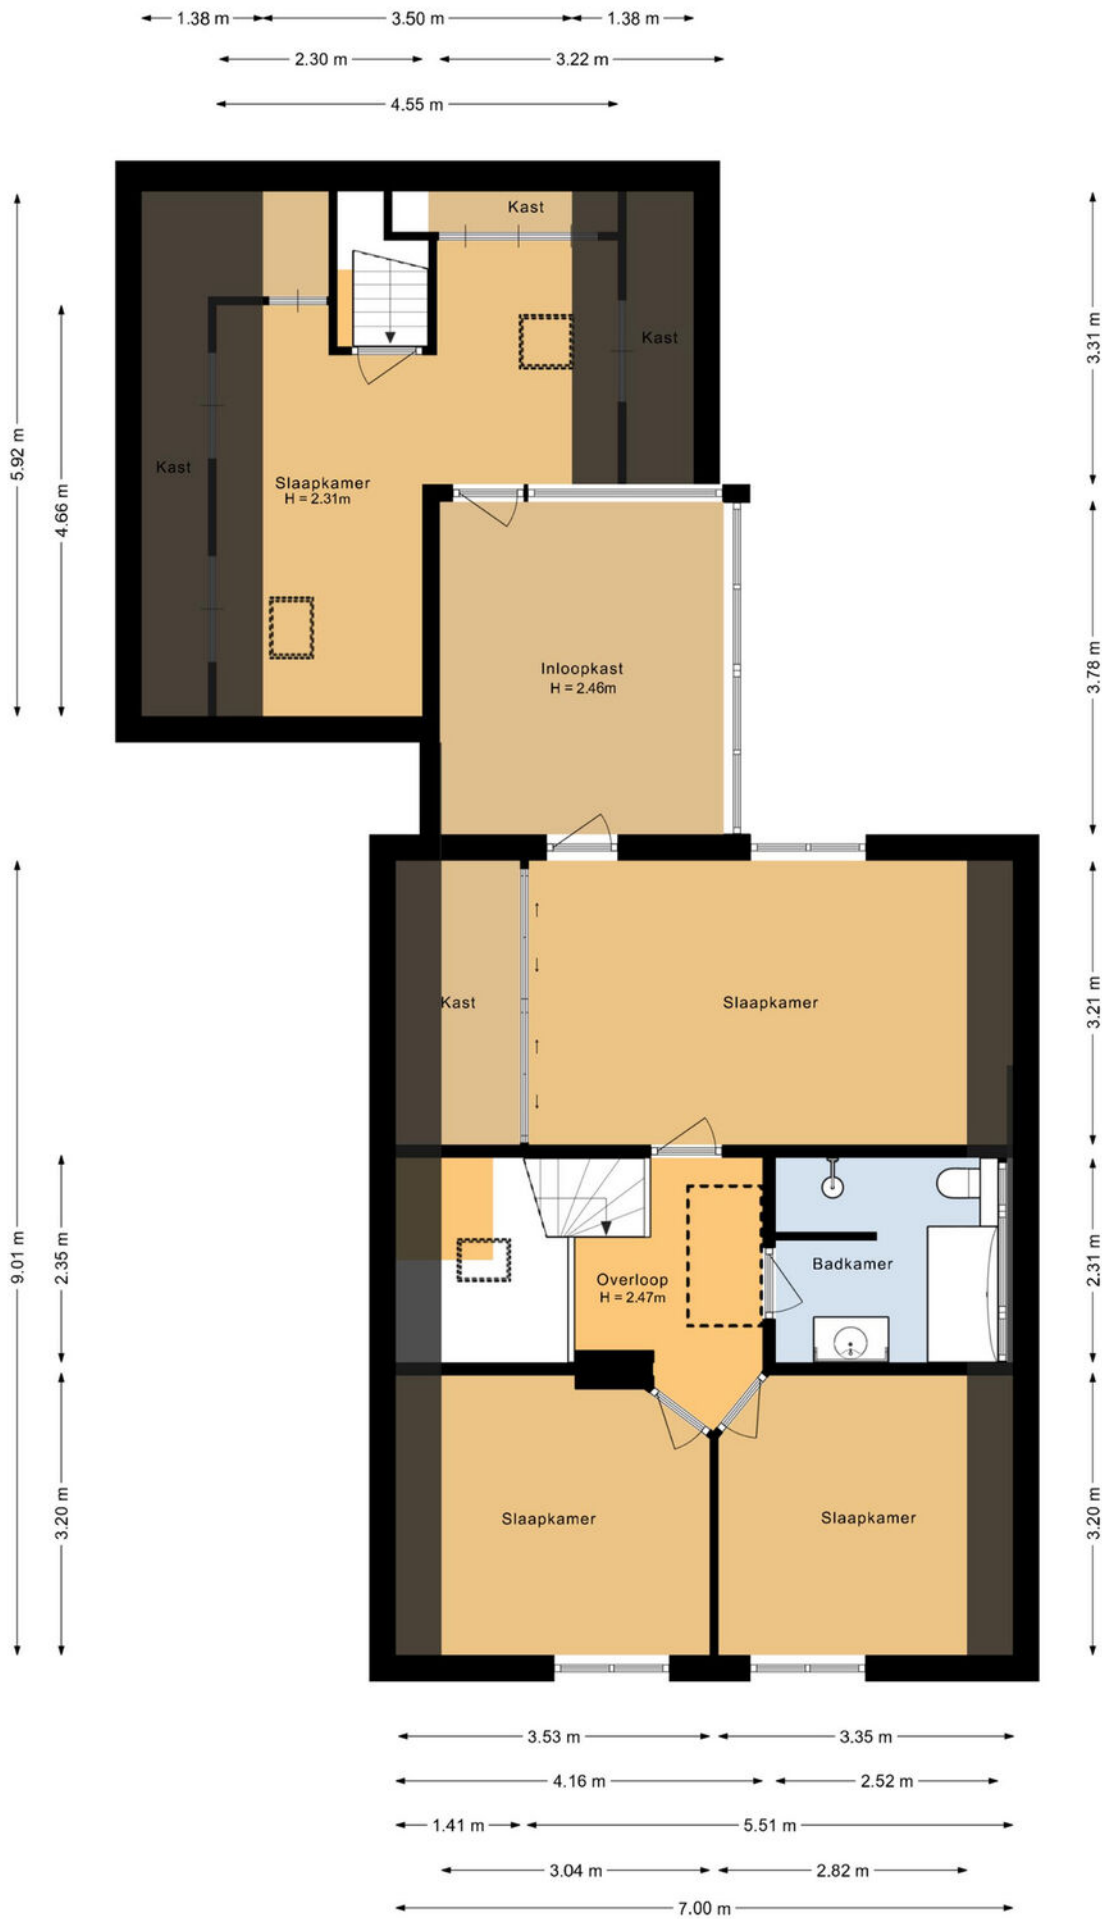 1.38 m 3.50 m 1.38 m
2.30 m 3.22 m
4.55 m
Kast
Kast
3.31 m
5.92 m
4.66 m
Kast
Slaapkamer
H = 2.31m
Inloopkast
H = 2.46m
3.78 m
Kast
Slaapkamer
3.21 m
9.01 m
2.35 m
Overloop
H = 2.47m
Badkamer
2.31 m
3.20 m
Slaapkamer
Slaapkamer
3.20 m
3.53 m 3.35 m
4.16 m 2.52 m
1.41 m 5.51 m
3.04 m 2.82 m
7.00 m